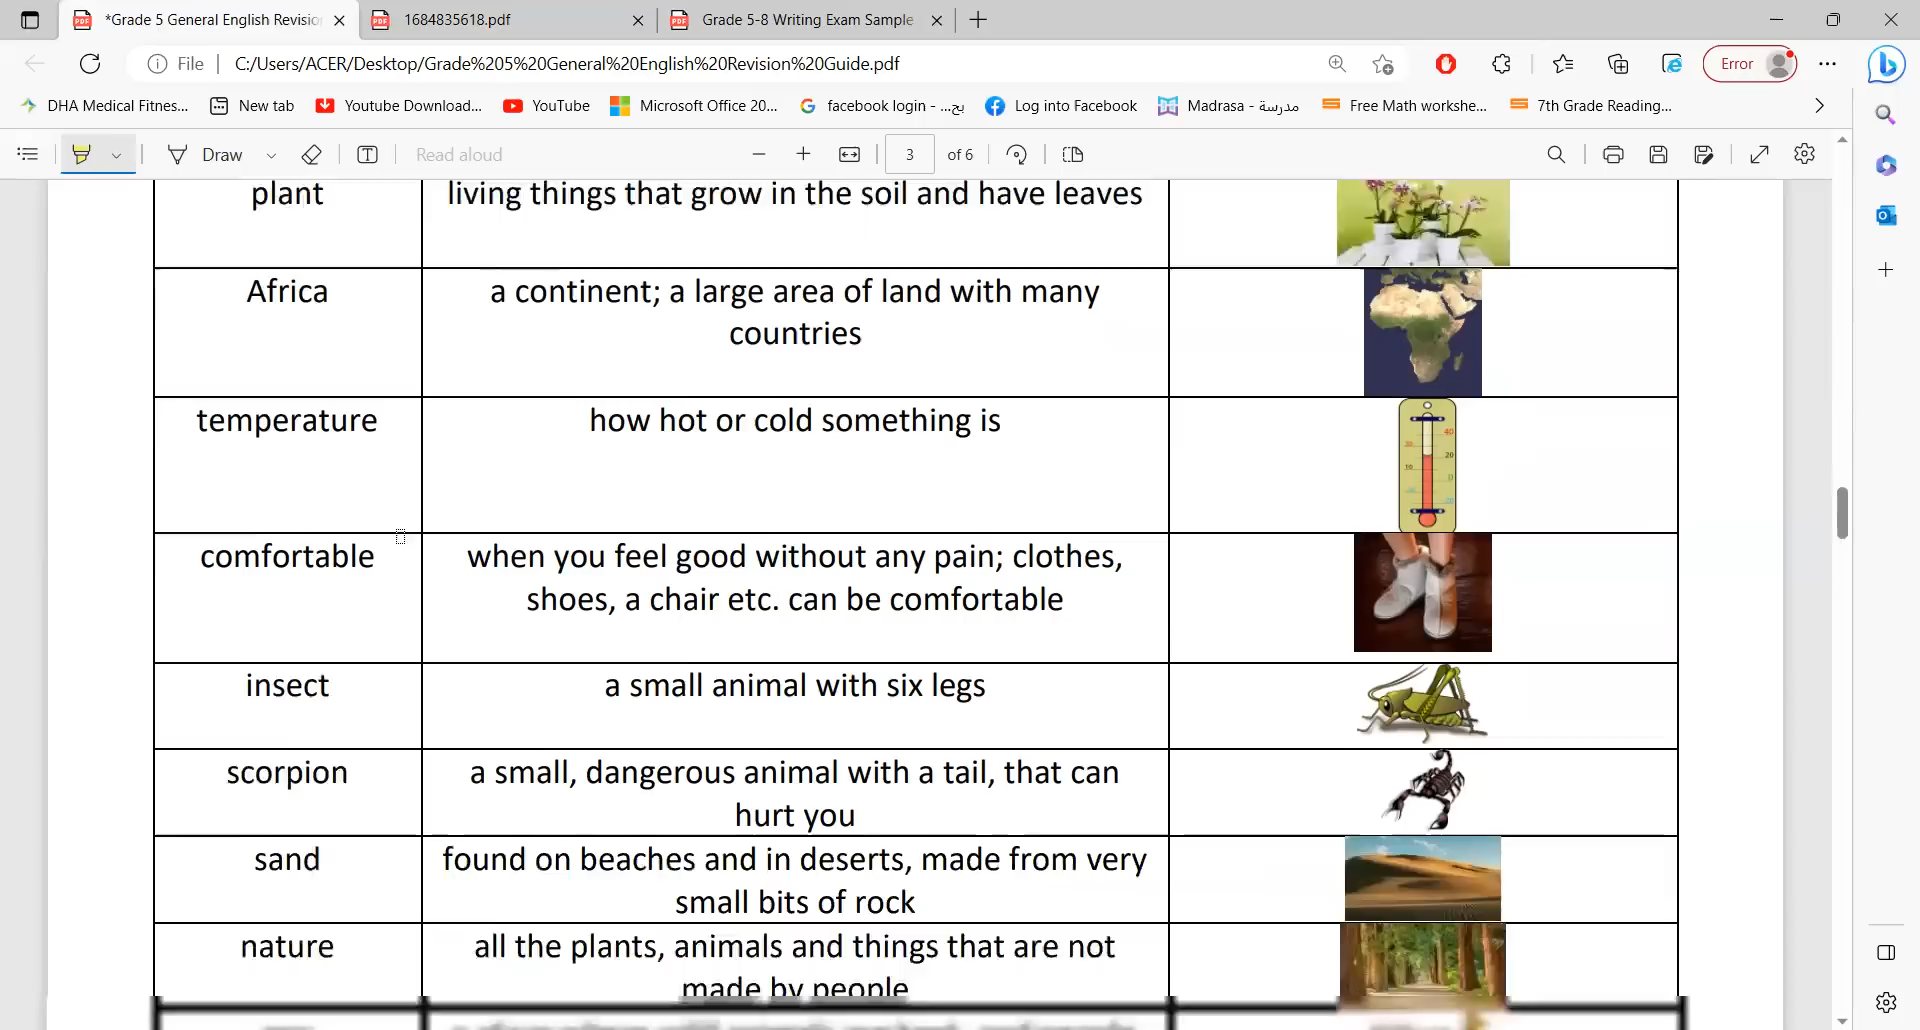 *Grade 5 General English Revisio
1684835618.pdf
Grade 5-8 Writing Exam Sample
File
C:/Users/ACER/Desktop/Grade%205%20General%20English%20Revision%20Guide.pdf
Error
DHA Medical Fitnes...
New tab
Youtube Download...
YouTube
Microsoft Office 20...
facebook login - ...بح
Log into Facebook
Madrasa - مدرسة
Free Math workshe...
7th Grade Reading...
Draw
Read aloud
3
of 6
plant
living things that grow in the soil and have leaves
Africa
a continent; a large area of land with many
countries
temperature
how hot or cold something is
comfortable
when you feel good without any pain; clothes,
shoes, a chair etc. can be comfortable
insect
a small animal with six legs
scorpion
a small, dangerous animal with a tail, that can
hurt you
sand
found on beaches and in deserts, made from very
small bits of rock
nature
all the plants, animals and things that are not
made by people